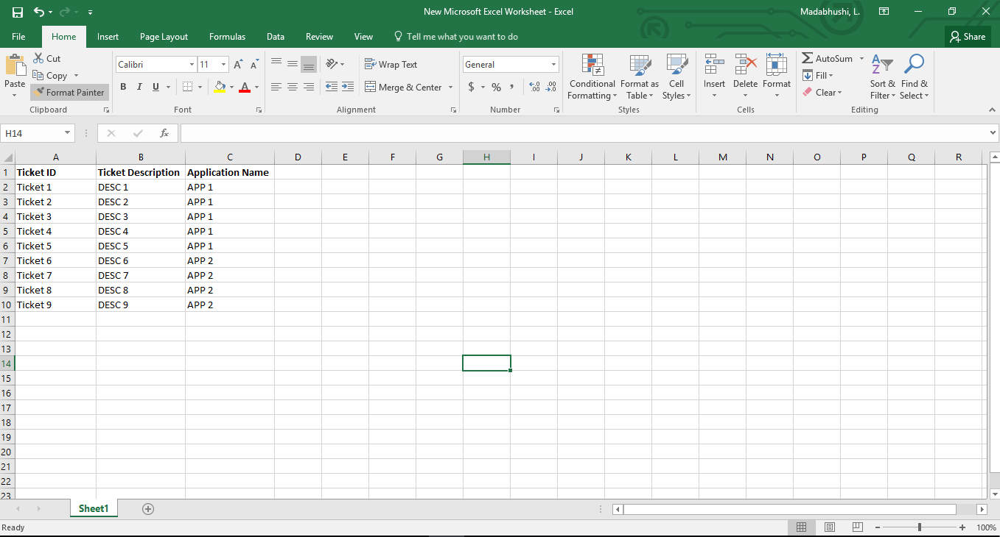 New Microsoft Excel Worksheet - Excel
Madabhushi, L.
File Home Insert Page Layout Formulas Data Review View Tell me what you want to do Share
Paste
Cut
Copy
Format Painter
Clipboard
Calibri 11 A A
B I U A
Font
Wrap Text
Merge & Center
Alignment
General
$ % , .0 .00 .00 .0
Number
Conditional Formatting
Format as Table
Cell Styles
Styles
Insert Delete Format
Cells
AutoSum
Fill
Clear
Sort & Filter
Find & Select
Editing
H14 fx
A B C D E F G H I J K L M N O P Q R
1 Ticket ID Ticket Description Application Name
2 Ticket 1 DESC 1 APP 1
3 Ticket 2 DESC 2 APP 1
4 Ticket 3 DESC 3 APP 1
5 Ticket 4 DESC 4 APP 1
6 Ticket 5 DESC 5 APP 1
7 Ticket 6 DESC 6 APP 2
8 Ticket 7 DESC 7 APP 2
9 Ticket 8 DESC 8 APP 2
10 Ticket 9 DESC 9 APP 2
11
12
13
14
15
16
17
18
19
20
21
22
23
Sheet1
Ready
100%